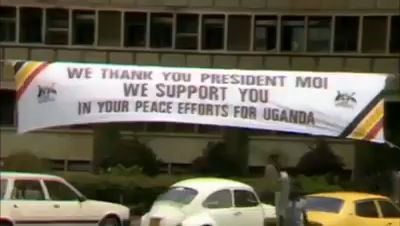 WE THANK YOU PRESIDENT MOI
WE SUPPORT YOU
IN YOUR PEACE EFFORTS FOR UGANDA